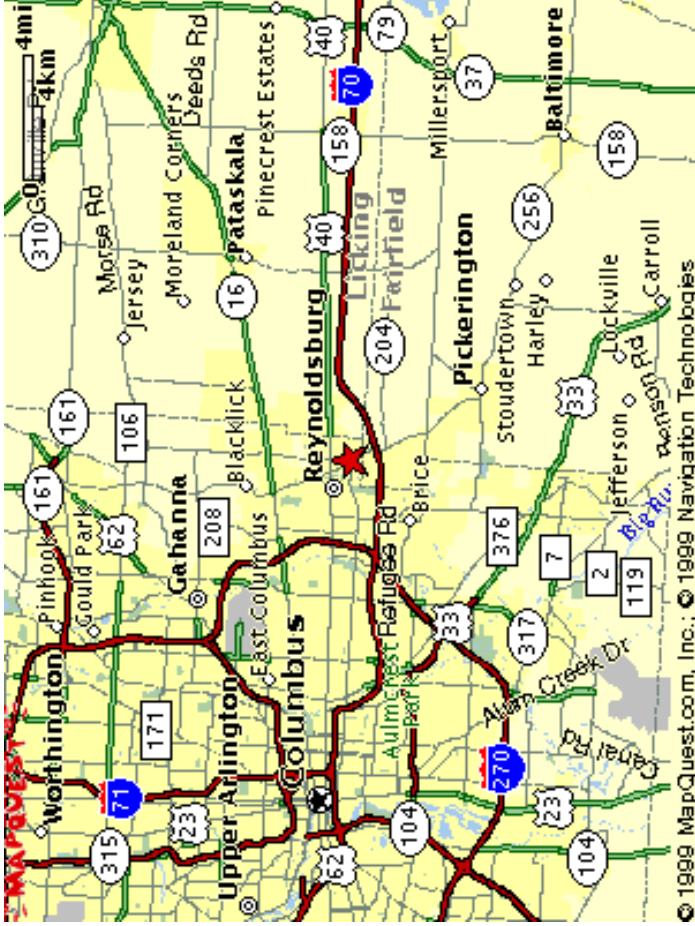 MAPQUEST
Worthington
Pinhook
161
310
0
4mi
4km
315
71
Gould Park
62
161
Morse Rd
171
106
Jersey
23
Gahanna
Moreland Corners
Deeds Rd
Upper Arlington
208
Blacklick
16
Pataskala
East Columbus
Pinecrest Estates
Columbus
Reynoldsburg
40
40
62
158
70
Licking
Fairfield
Aulmcrest Park
Refugee Rd
204
79
104
Brice
33
Pickerington
Millersport
37
270
Alum Creek Dr
376
Stoudertown
256
317
Harley
23
7
33
Baltimore
104
2
Jefferson
Lockville
158
119
Canal Rd
Carroll
© 1999 MapQuest.com, Inc.; © 1999 Navigation Technologies